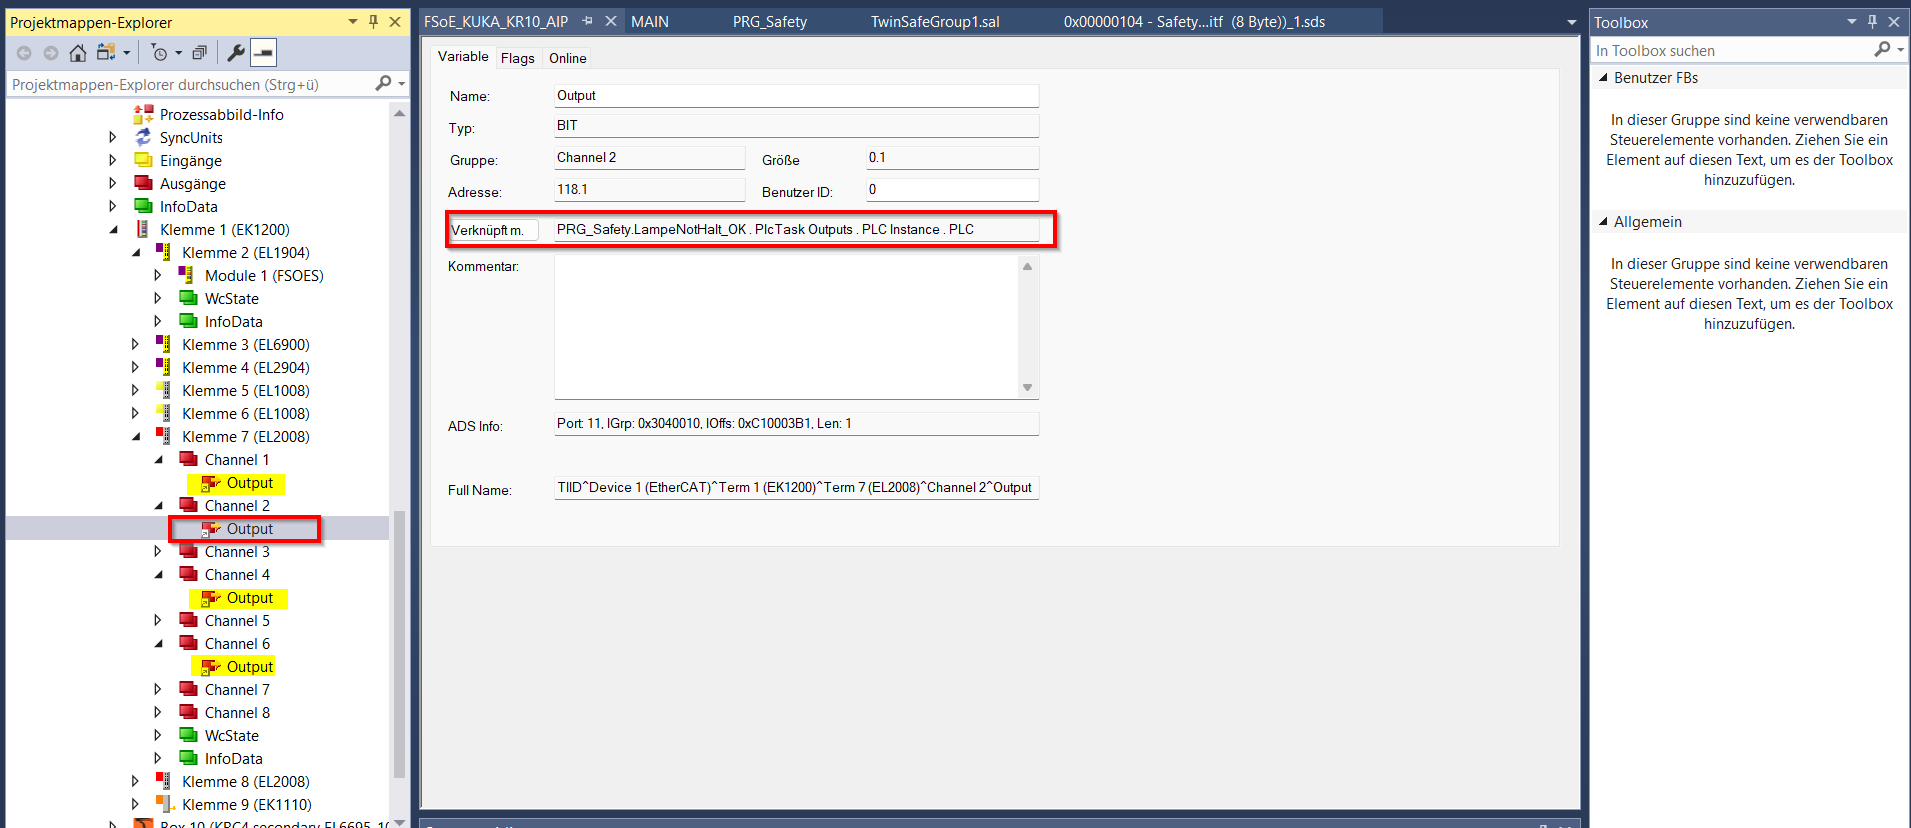 Projektmappen-Explorer
Projektmappen-Explorer durchsuchen (Strg+ü)
Prozessabbild-Info
SyncUnits
Eingänge
Ausgänge
InfoData
Klemme 1 (EK1200)
Klemme 2 (EL1904)
Module 1 (FSOES)
WcState
InfoData
Klemme 3 (EL6900)
Klemme 4 (EL2904)
Klemme 5 (EL1008)
Klemme 6 (EL1008)
Klemme 7 (EL2008)
Channel 1
Output
Channel 2
Output
Channel 3
Channel 4
Output
Channel 5
Channel 6
Output
Channel 7
Channel 8
WcState
InfoData
Klemme 8 (EL2008)
Klemme 9 (EK1110)
FSoE_KUKA_KR10_AIP
MAIN
PRG_Safety
TwinSafeGroup1.sal
0x00000104 - Safety...itf (8 Byte))_1.sds
Variable
Flags
Online
Name: Output
Typ: BIT
Gruppe: Channel 2 Größe 0.1
Adresse: 118.1 Benutzer ID: 0
Verknüpft m. PRG_Safety.LampeNotHalt_OK . PlcTask Outputs . PLC Instance . PLC
Kommentar:
ADS Info: Port: 11, IGrp: 0x3040010, IOffs: 0xC10003B1, Len: 1
Full Name: TIID^Device 1 (EtherCAT)^Term 1 (EK1200)^Term 7 (EL2008)^Channel 2^Output
Toolbox
In Toolbox suchen
Benutzer FBs
In dieser Gruppe sind keine verwendbaren
Steuerelemente vorhanden. Ziehen Sie ein
Element auf diesen Text, um es der Toolbox
hinzuzufügen.
Allgemein
In dieser Gruppe sind keine verwendbaren
Steuerelemente vorhanden. Ziehen Sie ein
Element auf diesen Text, um es der Toolbox
hinzuzufügen.